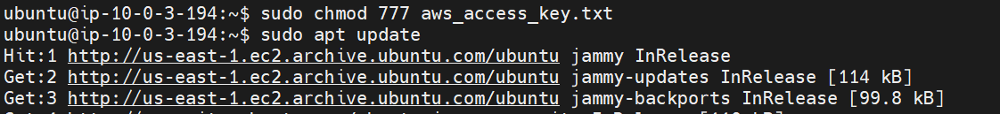 ubuntu@ip-10-0-3-194:~$ sudo chmod 777 aws_access_key.txt
ubuntu@ip-10-0-3-194:~$ sudo apt update
Hit:1 http://us-east-1.ec2.archive.ubuntu.com/ubuntu jammy InRelease
Get:2 http://us-east-1.ec2.archive.ubuntu.com/ubuntu jammy-updates InRelease [114 kB]
Get:3 http://us-east-1.ec2.archive.ubuntu.com/ubuntu jammy-backports InRelease [99.8 kB]